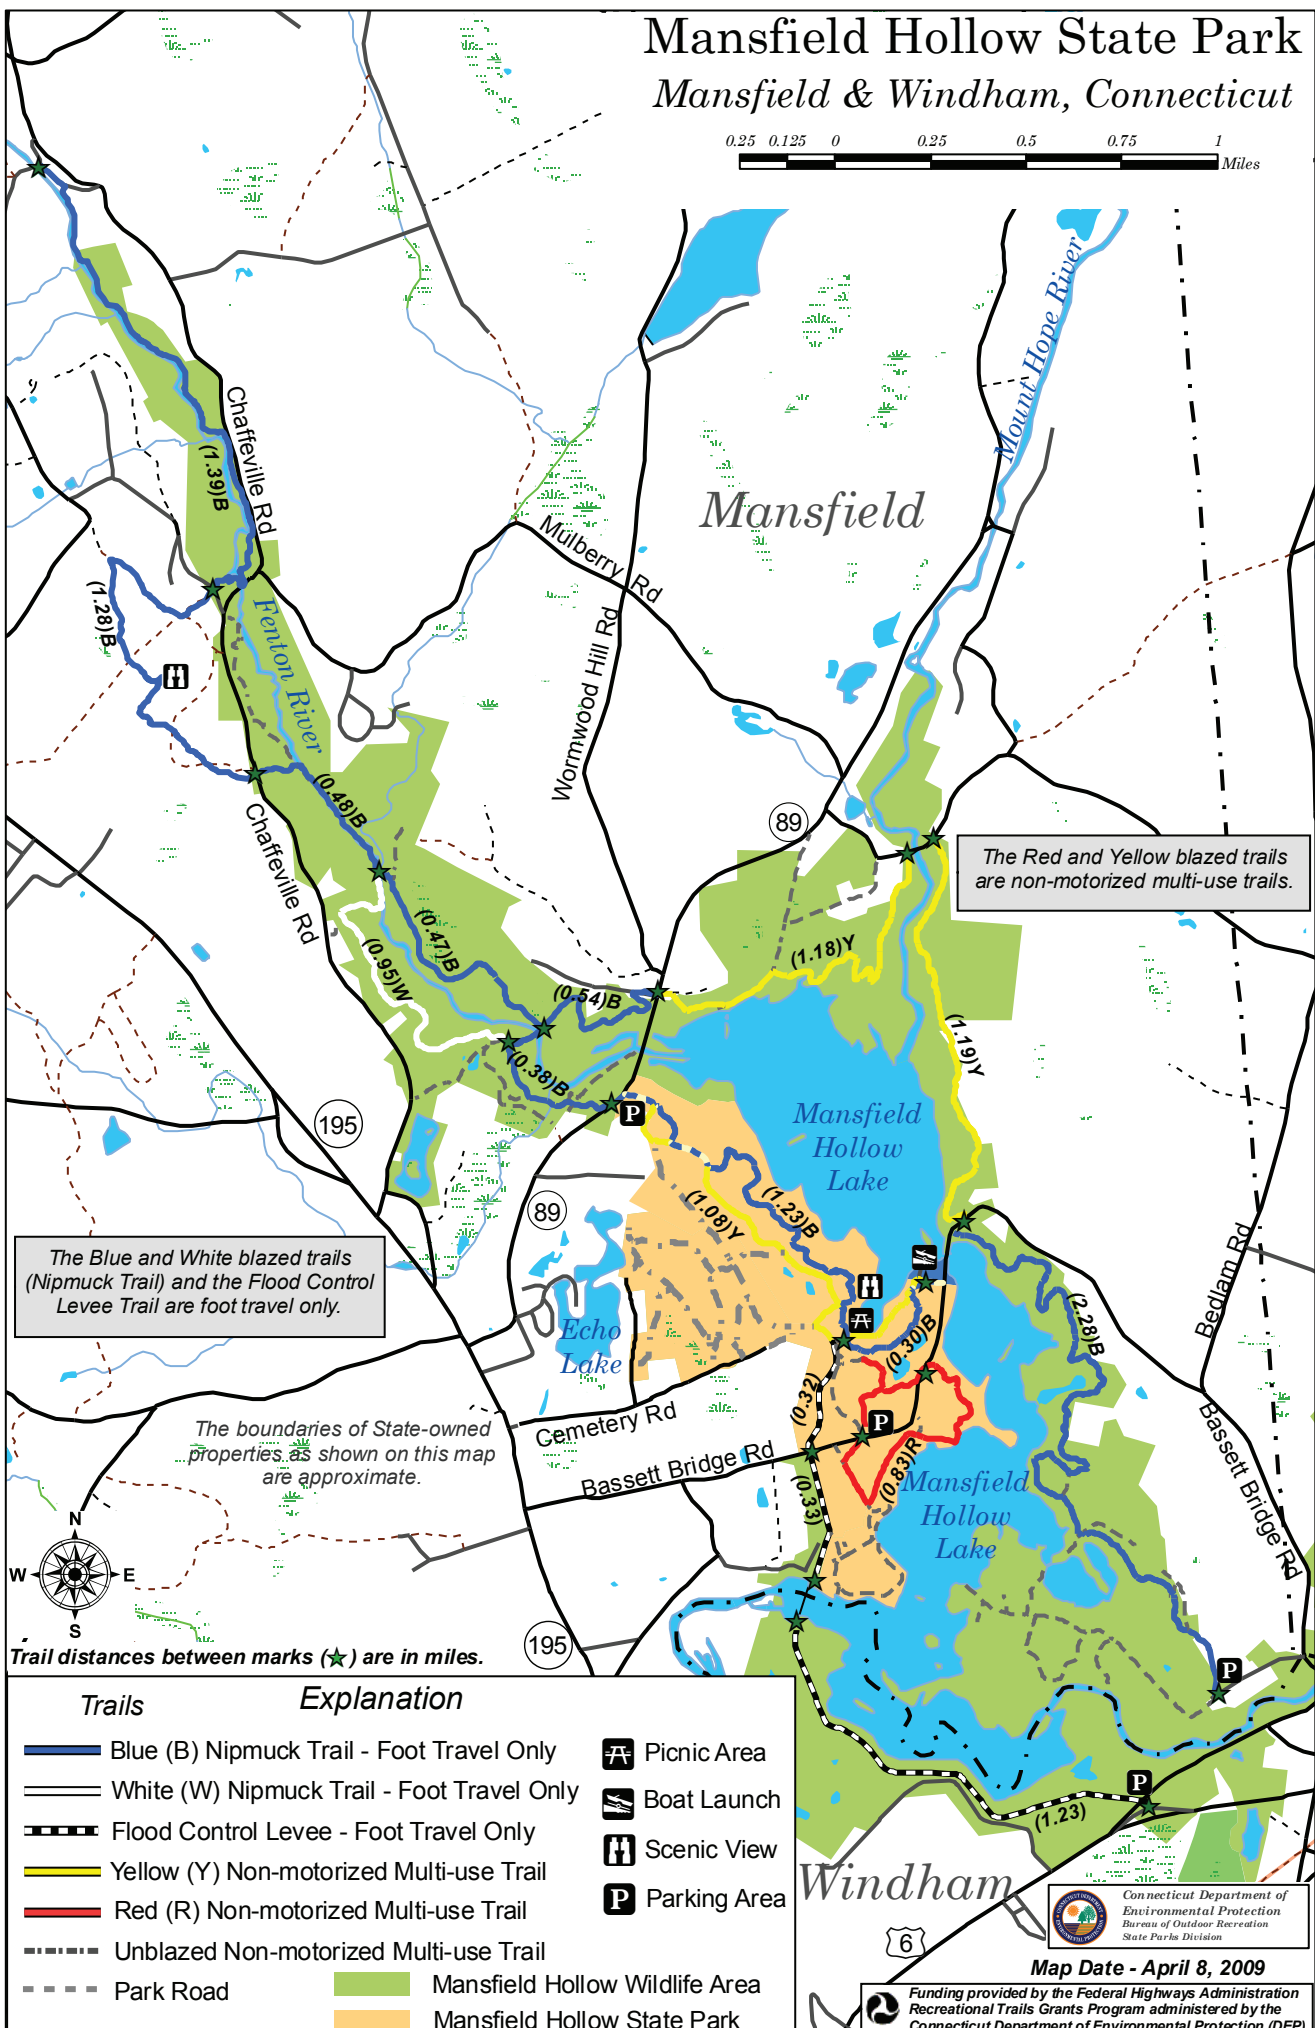 Mansfield Hollow State Park
Mansfield & Windham, Connecticut
0.25 0.125 0 0.25 0.5 0.75 1
Miles
Mount Hope River
Chaffeville Rd
(1.39)B
Mansfield
Mulberry Rd
(1.28)B
Fenton River
Wormwood Hill Rd
(0.48)B
89
Chaffeville Rd
The Red and Yellow blazed trails
are non-motorized multi-use trails.
(0.47)B
(0.95)W
(1.18)Y
(0.54)B
(1.19)Y
(0.38)B
P
195
Mansfield
Hollow
Lake
89
(1.08)Y
(1.23)B
The Blue and White blazed trails
(Nipmuck Trail) and the Flood Control
Levee Trail are foot travel only.
Bedlam Rd
(2.28)B
Echo
Lake
(0.30)B
(0.32)
Cemetery Rd
P
The boundaries of State-owned
properties as shown on this map
are approximate.
Bassett Bridge Rd
(0.33)
(0.83)R
Mansfield
Hollow
Lake
Bassett Bridge Rd
N
W E
S
195
Trail distances between marks ( ) are in miles.
P
Trails Explanation
Blue (B) Nipmuck Trail - Foot Travel Only
White (W) Nipmuck Trail - Foot Travel Only
Flood Control Levee - Foot Travel Only
Yellow (Y) Non-motorized Multi-use Trail
Red (R) Non-motorized Multi-use Trail
Unblazed Non-motorized Multi-use Trail
Park Road
Picnic Area
Boat Launch
Scenic View
P Parking Area
Mansfield Hollow Wildlife Area
Mansfield Hollow State Park
P
(1.23)
Windham
6
Connecticut Department of
Environmental Protection
Bureau of Outdoor Recreation
State Parks Division
Map Date - April 8, 2009
Funding provided by the Federal Highways Administration
Recreational Trails Grants Program administered by the
Connecticut Department of Environmental Protection (DEP)